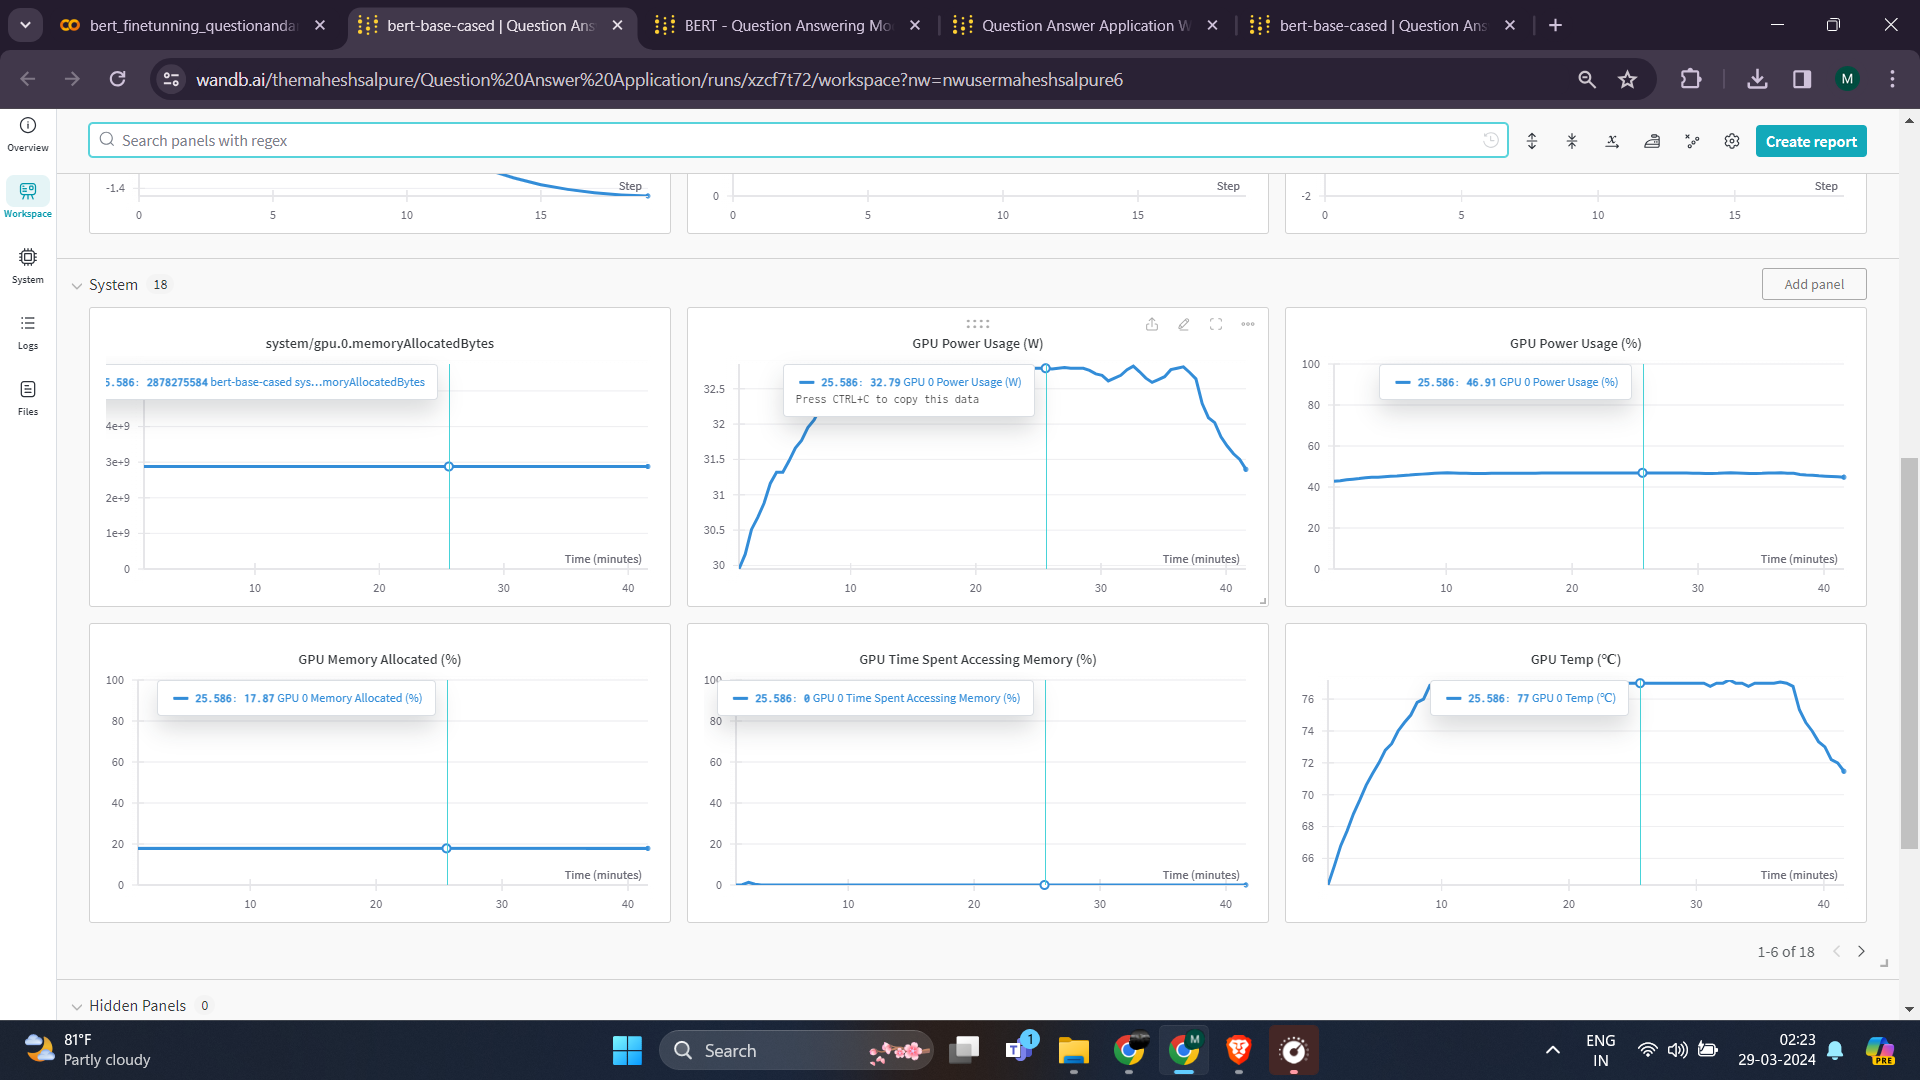 bert_finetunning_questionanda
bert-base-cased | Question Ans
BERT - Question Answering Mo
Question Answer Application W
bert-base-cased | Question Ans
wandb.ai/themaheshsalpure/Question%20Answer%20Application/runs/xzcf7t72/workspace?nw=nwusermaheshsalpure6
M
Overview
Workspace
System
Logs
Files
Search panels with regex
Create report
-1.4
Step
0 5 10 15
0
Step
0 5 10 15
-2
Step
0 5 10 15
System 18
Add panel
system/gpu.0.memoryAllocatedBytes
5.586: 2878275584 bert-base-cased sys...moryAllocatedBytes
4e+9
3e+9
2e+9
1e+9
0
Time (minutes)
10 20 30 40
GPU Power Usage (W)
25.586: 32.79 GPU 0 Power Usage (W)
Press CTRL+C to copy this data
32.5
32
31.5
31
30.5
30
Time (minutes)
10 20 30 40
GPU Power Usage (%)
25.586: 46.91 GPU 0 Power Usage (%)
100
80
60
40
20
0
Time (minutes)
10 20 30 40
GPU Memory Allocated (%)
25.586: 17.87 GPU 0 Memory Allocated (%)
100
80
60
40
20
0
Time (minutes)
10 20 30 40
GPU Time Spent Accessing Memory (%)
25.586: 0 GPU 0 Time Spent Accessing Memory (%)
100
80
60
40
20
0
Time (minutes)
10 20 30 40
GPU Temp (℃)
25.586: 77 GPU 0 Temp (℃)
76
74
72
70
68
66
Time (minutes)
10 20 30 40
1-6 of 18
Hidden Panels 0
81°F
Partly cloudy
Search
1
M
ENG
IN
02:23
29-03-2024
PRE